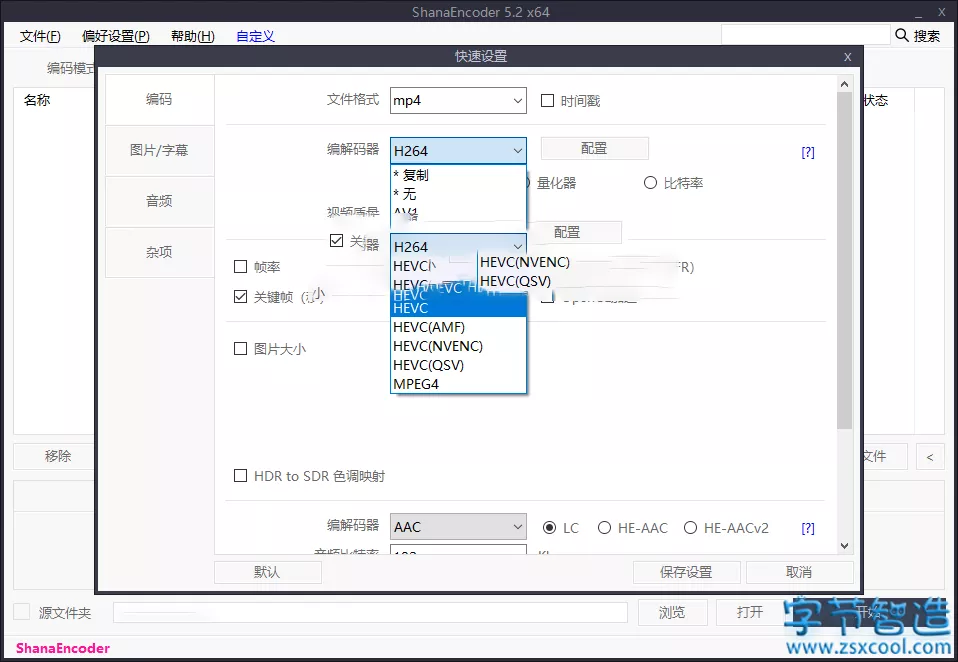 ShanaEncoder 5.2 x64
_ x
文件(F) 偏好设置(P) 帮助(H) 自定义 搜索
快速设置 x
编码模式
名称 状态
编码
图片/字幕
音频
杂项
文件格式 mp4 时间戳
编解码器 H264 配置 [?]
* 复制
* 无
AV1
量化器 比特率
视频质量
H264 配置
HEVC
HEVC(NVENC)
HEVC(QSV)
帧率
关键帧
HEVC
HEVC(AMF)
HEVC(NVENC)
HEVC(QSV)
MPEG4
图片大小
HDR to SDR 色调映射
编解码器 AAC LC HE-AAC HE-AACv2 [?]
音频比特率
默认 保存设置 取消
移除 文件 <
源文件夹 浏览 打开 开始
ShanaEncoder
字节智造
www.zsxcool.com